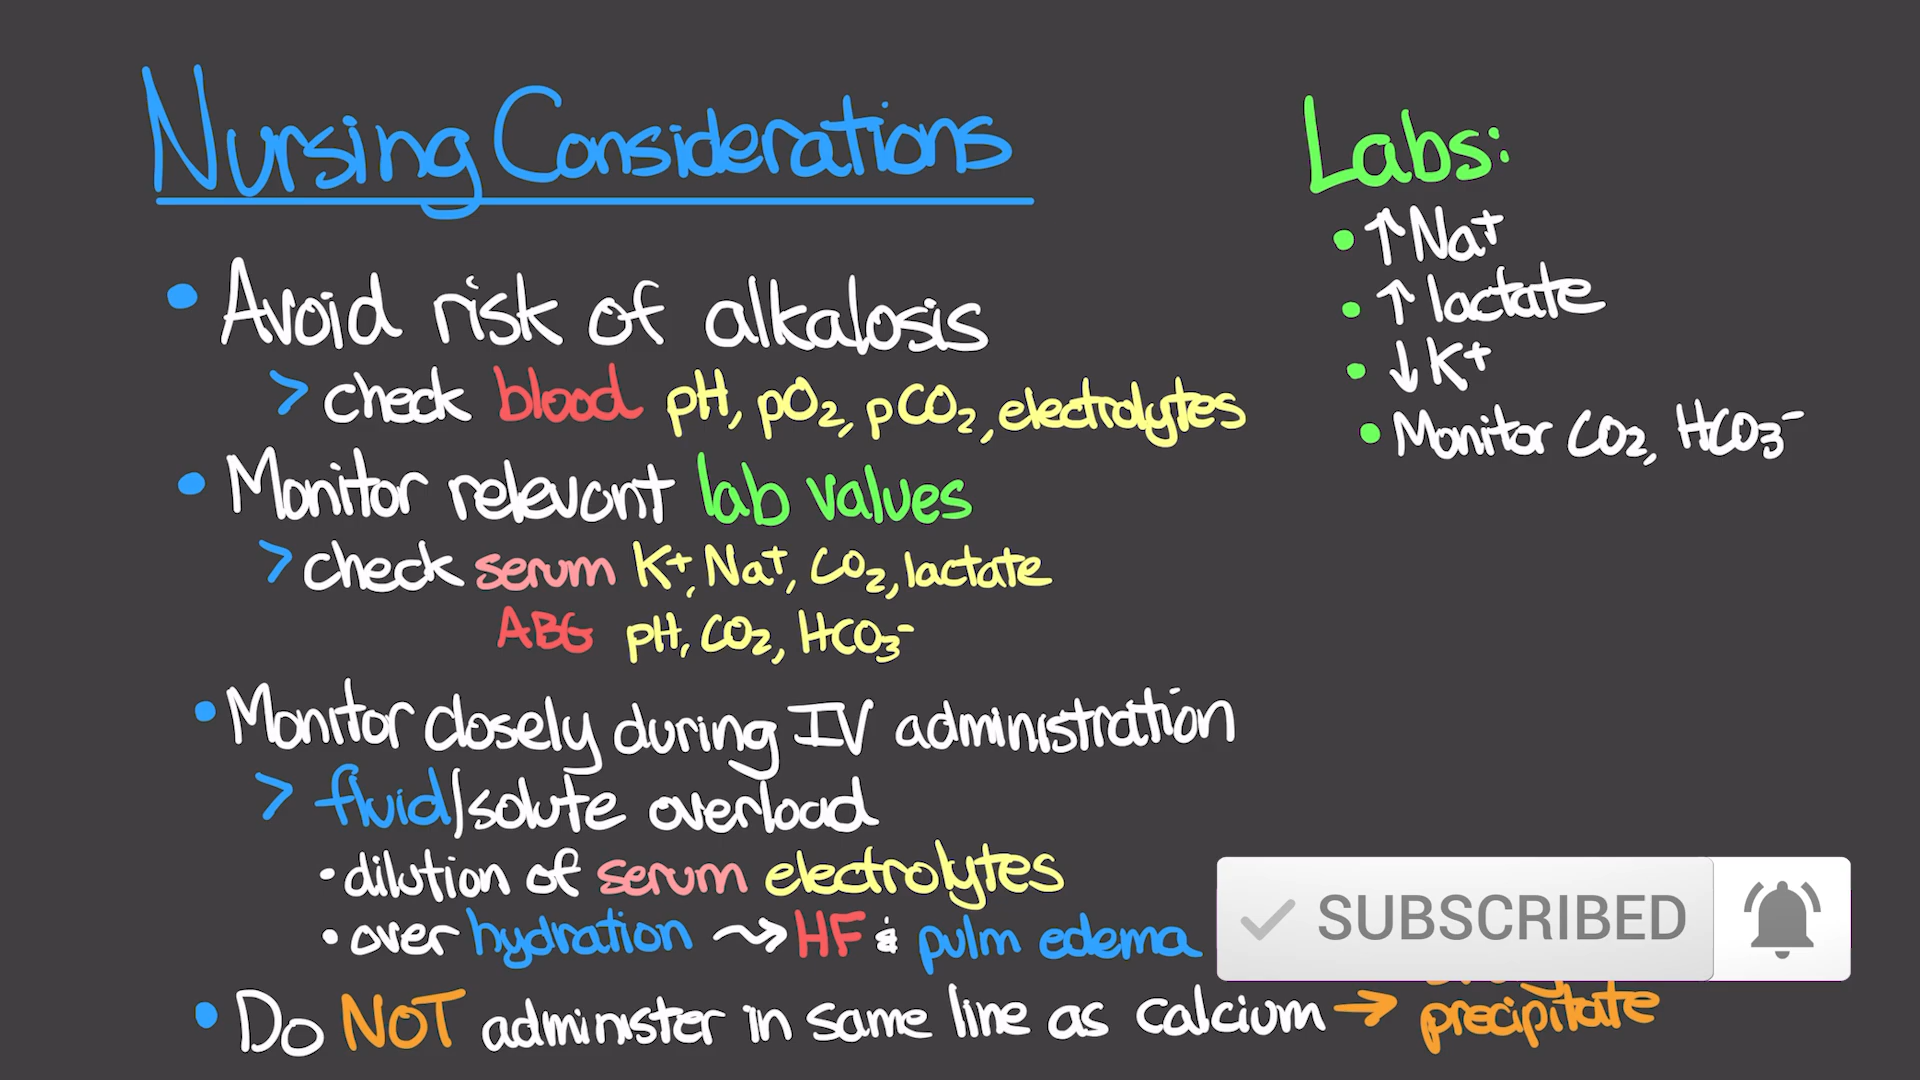 Nursing Considerations
• Avoid risk of alkalosis
> check blood pH, pO₂, pCO₂, electrolytes
• Monitor relevant lab values
> check serum K⁺, Na⁺, CO₂, lactate
ABG pH, CO₂, HCO₃⁻
• Monitor closely during IV administration
> fluid/solute overload
• dilution of serum electrolytes
• over hydration → HF & pulm edema
• Do NOT administer in same line as calcium → precipitate
Labs:
• ↑ Na⁺
• ↑ lactate
• ↓ K⁺
• Monitor CO₂, HCO₃⁻
SUBSCRIBED